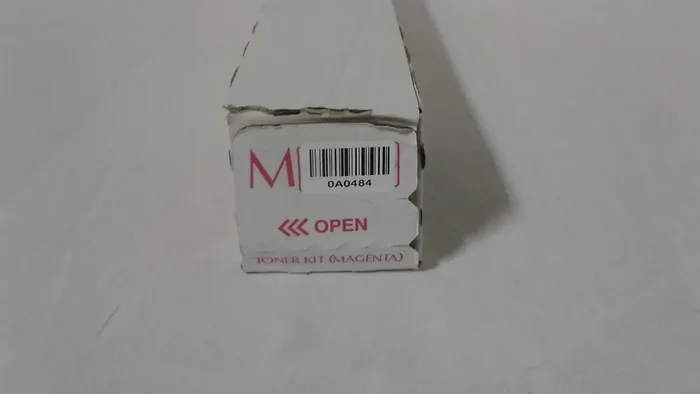 M[ ]
0A0484
<<< OPEN
TONER KIT (MAGENTA)